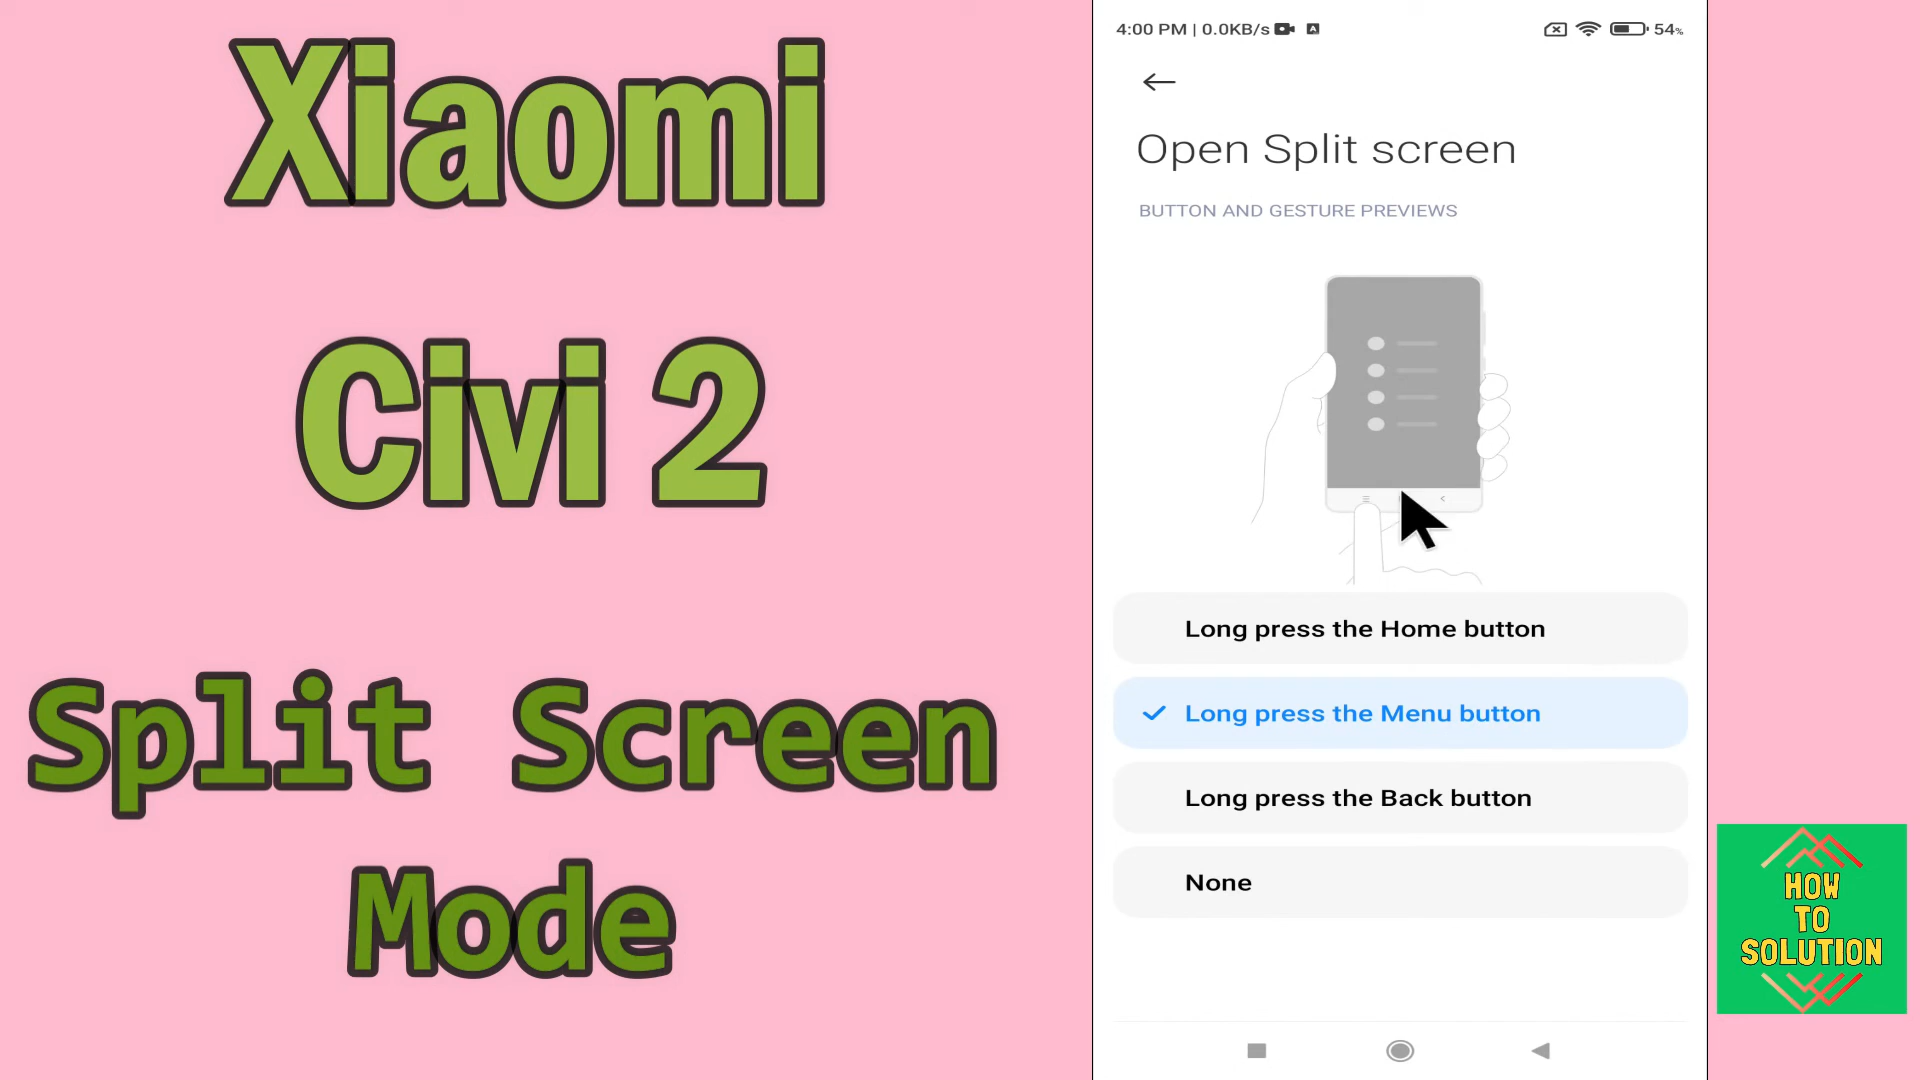 Xiaomi
Civi 2
Split Screen
Mode
4:00 PM | 0.0KB/s
A
54%
Open Split screen
BUTTON AND GESTURE PREVIEWS
Long press the Home button
Long press the Menu button
Long press the Back button
None
HOW
TO
SOLUTION